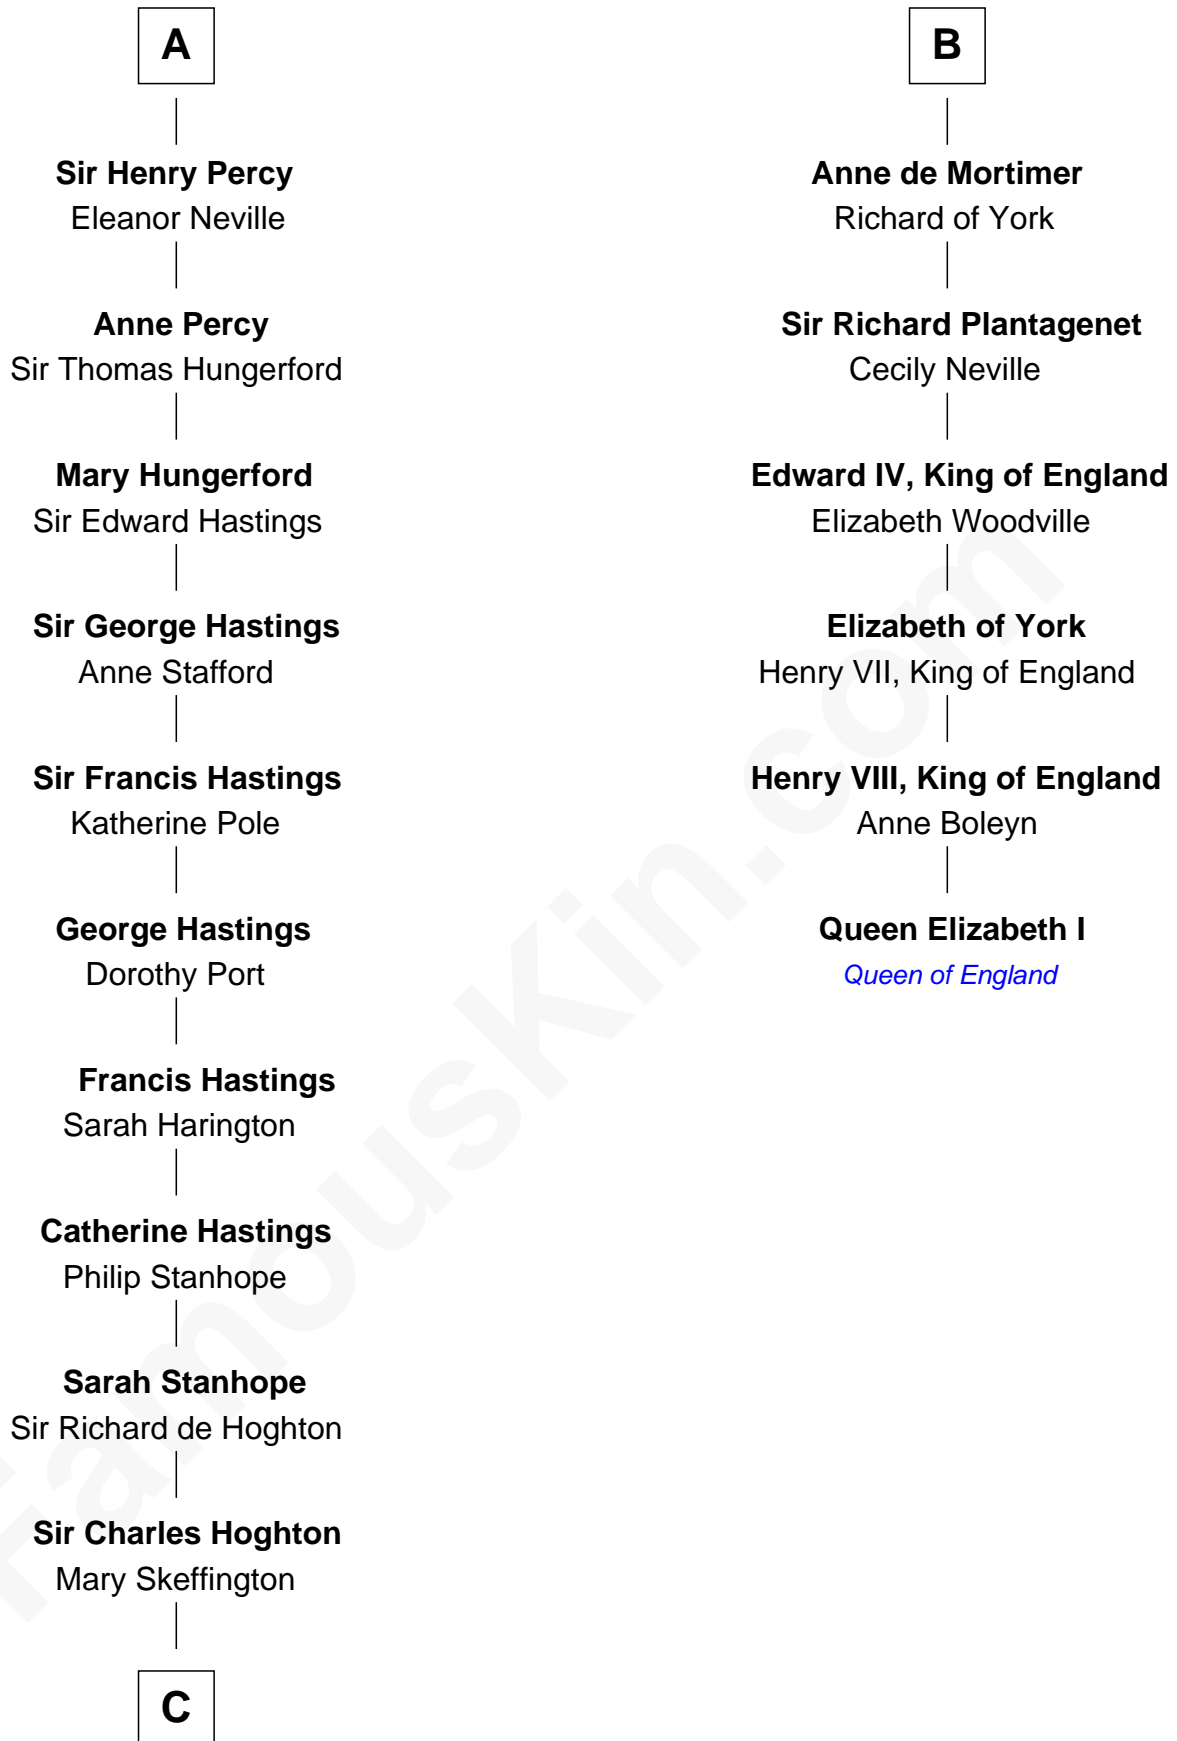 A
Sir Henry Percy
Eleanor Neville
Anne Percy
Sir Thomas Hungerford
Mary Hungerford
Sir Edward Hastings
Sir George Hastings
Anne Stafford
Sir Francis Hastings
Katherine Pole
George Hastings
Dorothy Port
Francis Hastings
Sarah Harington
Catherine Hastings
Philip Stanhope
Sarah Stanhope
Sir Richard de Hoghton
Sir Charles Hoghton
Mary Skeffington
C
B
Anne de Mortimer
Richard of York
Sir Richard Plantagenet
Cecily Neville
Edward IV, King of England
Elizabeth Woodville
Elizabeth of York
Henry VII, King of England
Henry VIII, King of England
Anne Boleyn
Queen Elizabeth I
Queen of England
FamousKin.com